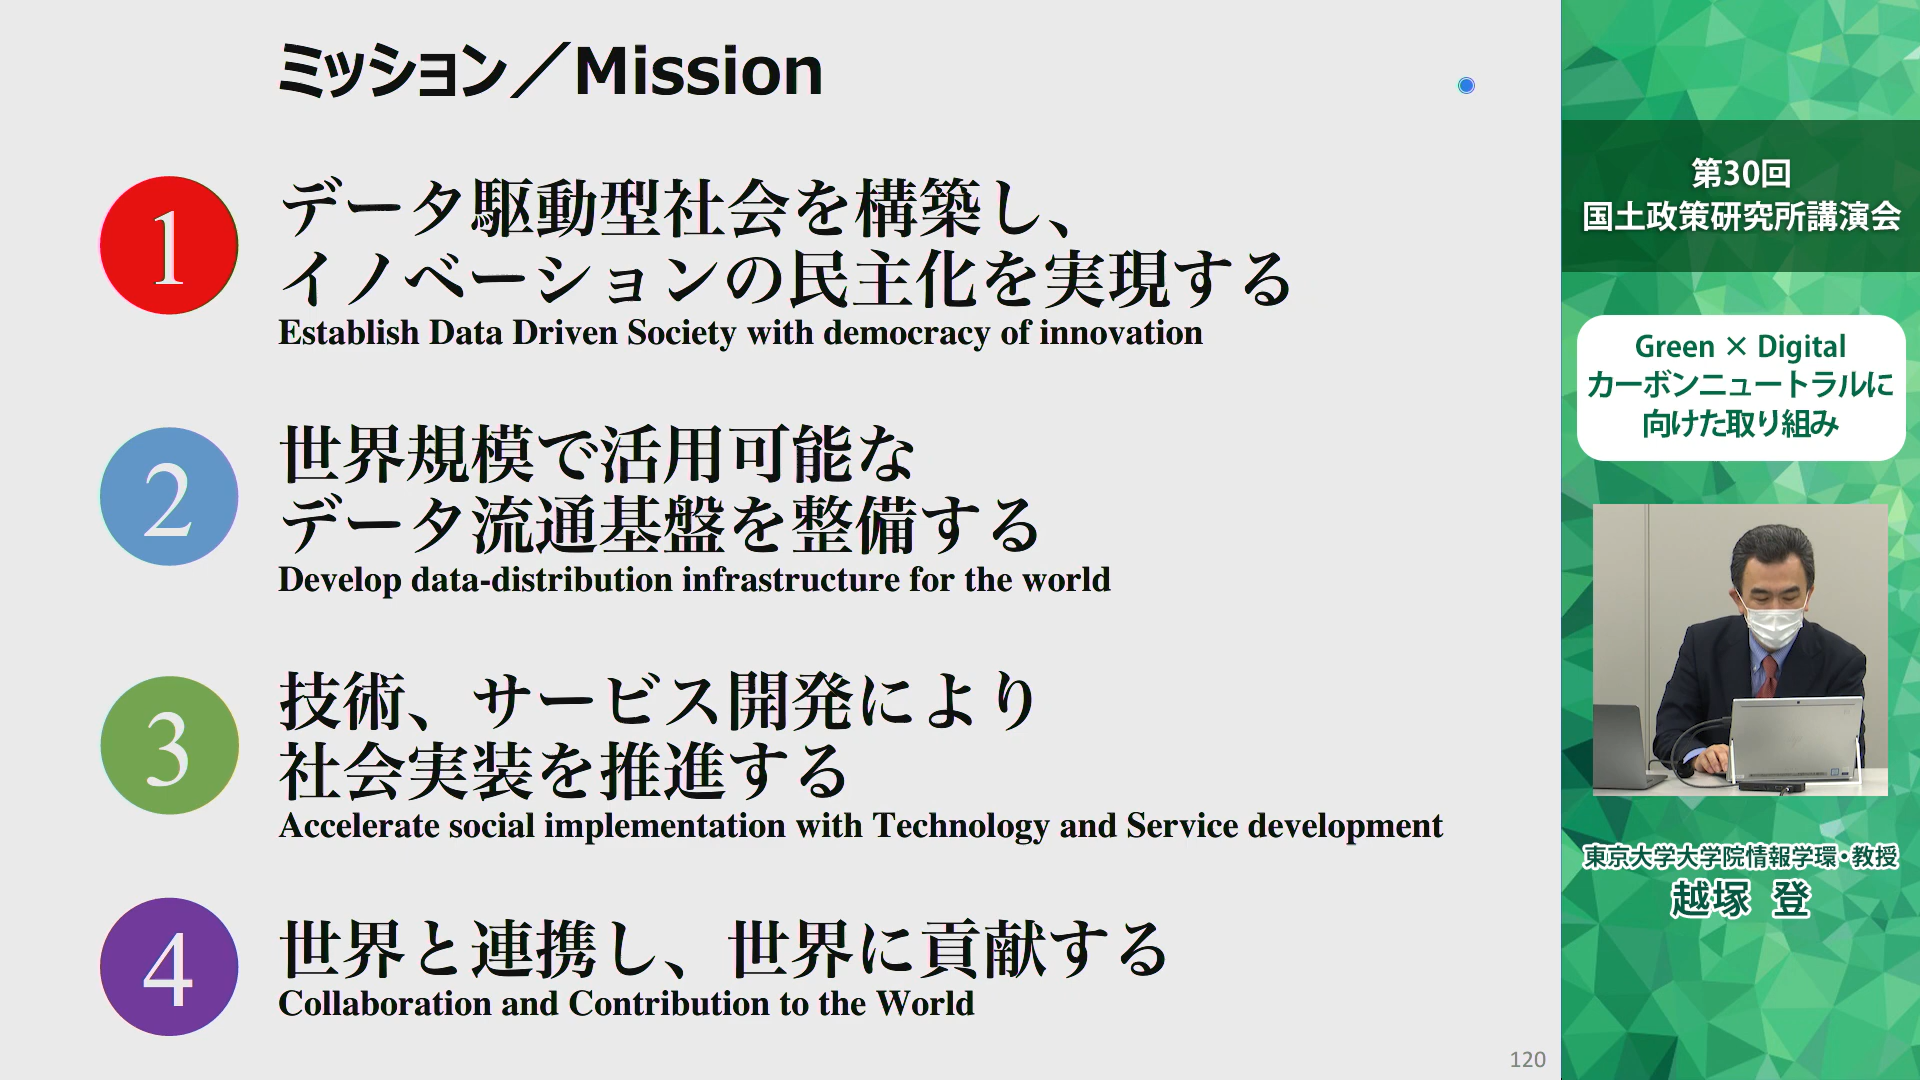 ミッション／Mission
1
データ駆動型社会を構築し、
イノベーションの民主化を実現する
Establish Data Driven Society with democracy of innovation
2
世界規模で活用可能な
データ流通基盤を整備する
Develop data-distribution infrastructure for the world
3
技術、サービス開発により
社会実装を推進する
Accelerate social implementation with Technology and Service development
4
世界と連携し、世界に貢献する
Collaboration and Contribution to the World
120
第30回
国土政策研究所講演会
Green × Digital
カーボンニュートラルに
向けた取り組み
東京大学大学院情報学環・教授
越塚 登